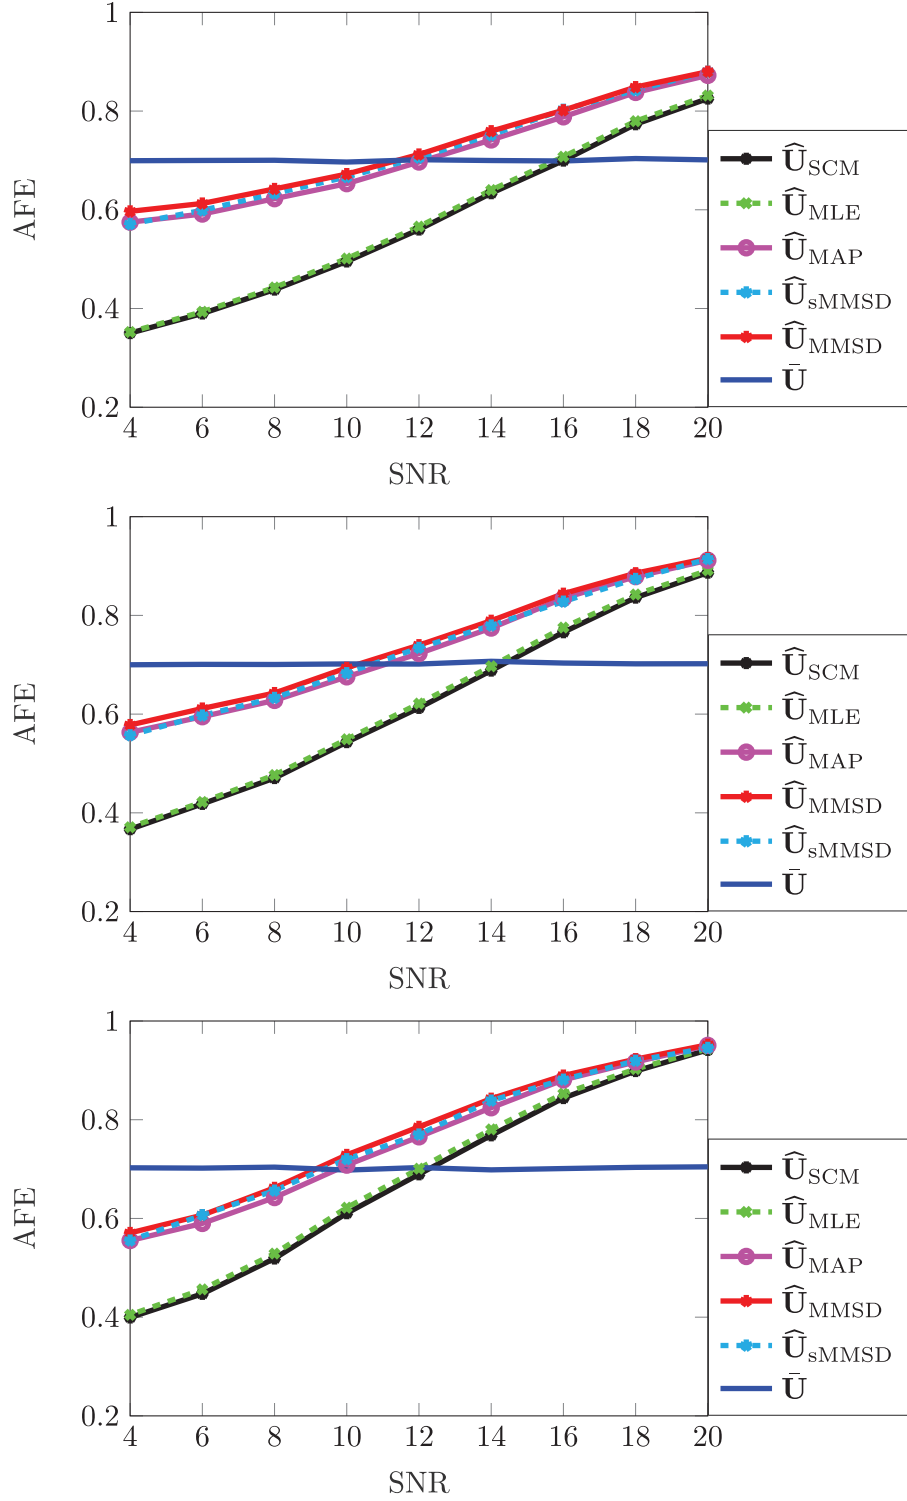 1
0.8
0.6
0.4
0.2
AFE
4 6 8 10 12 14 16 18 20
SNR
Û_SCM
Û_MLE
Û_MAP
Û_sMMSD
Û_MMSD
Ū
1
0.8
0.6
0.4
0.2
AFE
4 6 8 10 12 14 16 18 20
SNR
Û_SCM
Û_MLE
Û_MAP
Û_MMSD
Û_sMMSD
Ū
1
0.8
0.6
0.4
0.2
AFE
4 6 8 10 12 14 16 18 20
SNR
Û_SCM
Û_MLE
Û_MAP
Û_MMSD
Û_sMMSD
Ū